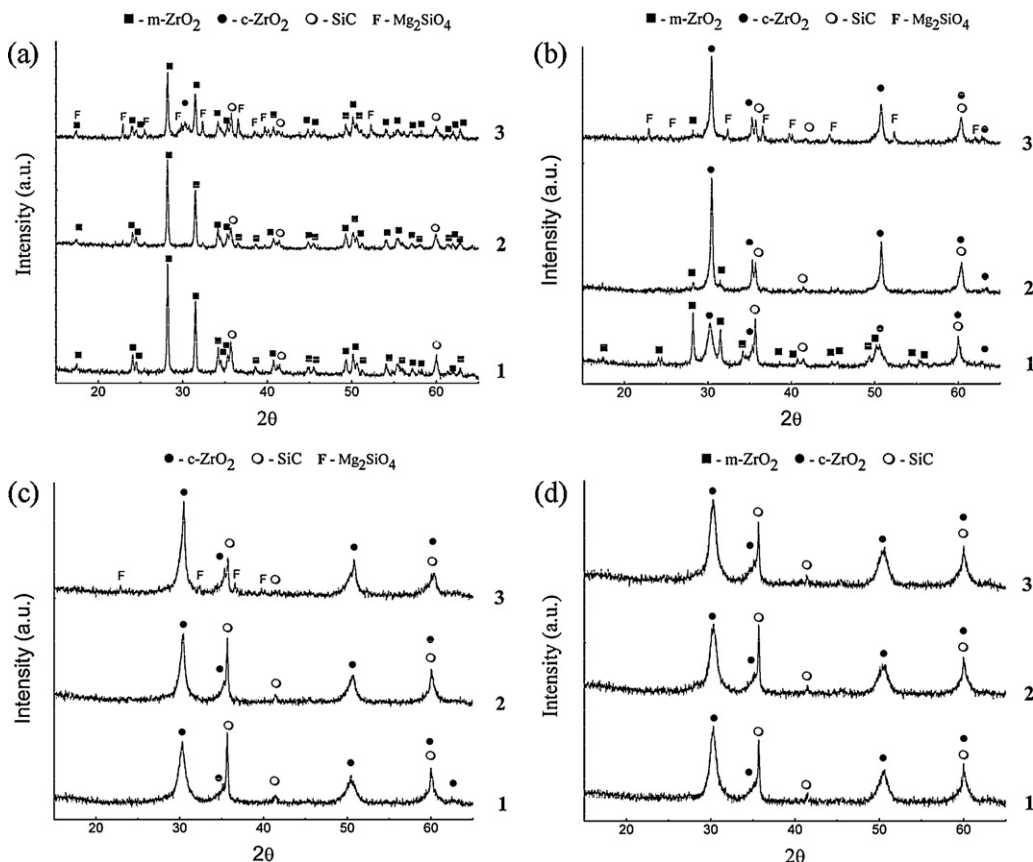 ■ - m-ZrO2 ● - c-ZrO2 ○ - SiC F - Mg2SiO4
(a)
F F F F F F F F
3
2
1
Intensity (a.u.)
20 30 40 50 60
2θ
■ - m-ZrO2 ● - c-ZrO2 ○ - SiC F - Mg2SiO4
(b)
F F F F F F F F
3
2
1
Intensity (a.u.)
20 30 40 50 60
2θ
● - c-ZrO2 ○ - SiC F - Mg2SiO4
(c)
F F F F
3
2
1
Intensity (a.u.)
20 30 40 50 60
2θ
■ - m-ZrO2 ● - c-ZrO2 ○ - SiC
(d)
3
2
1
Intensity (a.u.)
20 30 40 50 60
2θ